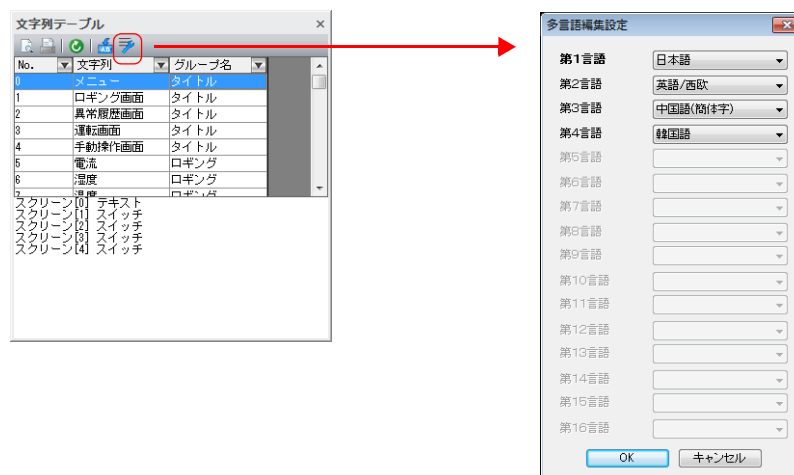 文字列テーブル
No. 文字列 グループ名
0 メニュー タイトル
1 ロギング画面 タイトル
2 異常履歴画面 タイトル
3 運転画面 タイトル
4 手動操作画面 タイトル
5 電流 ロギング
6 湿度 ロギング
7 温度 ロギング
スクリーン[0] テキスト
スクリーン[1] スイッチ
スクリーン[2] スイッチ
スクリーン[3] スイッチ
スクリーン[4] スイッチ
多言語編集設定
第1言語 日本語
第2言語 英語/西欧
第3言語 中国語(簡体字)
第4言語 韓国語
第5言語
第6言語
第7言語
第8言語
第9言語
第10言語
第11言語
第12言語
第13言語
第14言語
第15言語
第16言語
OK キャンセル